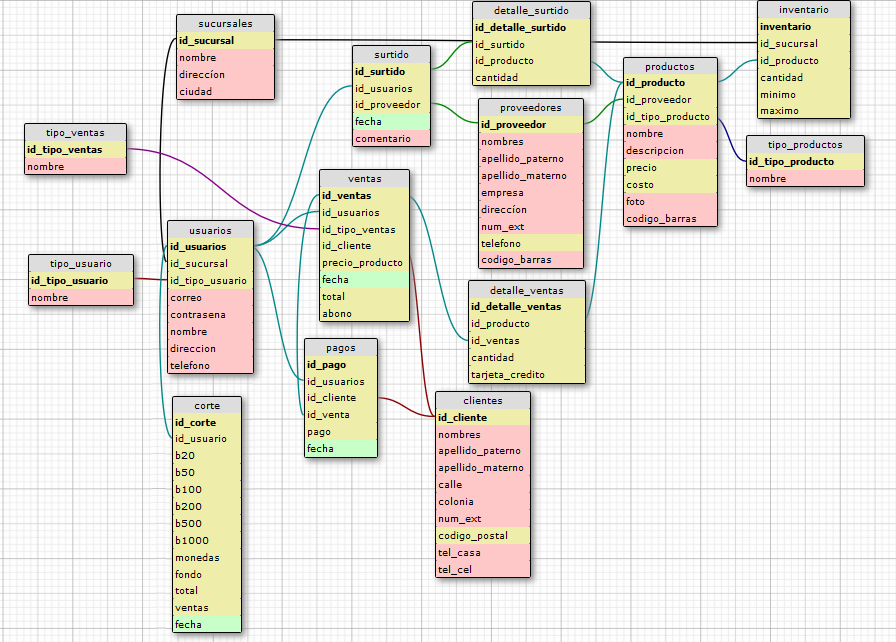 sucursales
id_sucursal
nombre
direccíon
ciudad
detalle_surtido
id_detalle_surtido
id_surtido
id_producto
cantidad
inventario
inventario
id_sucursal
id_producto
cantidad
minimo
maximo
surtido
id_surtido
id_usuarios
id_proveedor
fecha
comentario
productos
id_producto
id_proveedor
id_tipo_producto
nombre
descripcion
precio
costo
foto
codigo_barras
proveedores
id_proveedor
nombres
apellido_paterno
apellido_materno
empresa
direccíon
num_ext
telefono
codigo_barras
tipo_ventas
id_tipo_ventas
nombre
tipo_productos
id_tipo_producto
nombre
ventas
id_ventas
id_usuarios
id_tipo_ventas
id_cliente
precio_producto
fecha
total
abono
usuarios
id_usuarios
id_sucursal
id_tipo_usuario
correo
contrasena
nombre
direccion
telefono
tipo_usuario
id_tipo_usuario
nombre
detalle_ventas
id_detalle_ventas
id_producto
id_ventas
cantidad
tarjeta_credito
pagos
id_pago
id_usuarios
id_cliente
id_venta
pago
fecha
clientes
id_cliente
nombres
apellido_paterno
apellido_materno
calle
colonia
num_ext
codigo_postal
tel_casa
tel_cel
corte
id_corte
id_usuario
b20
b50
b100
b200
b500
b1000
monedas
fondo
total
ventas
fecha